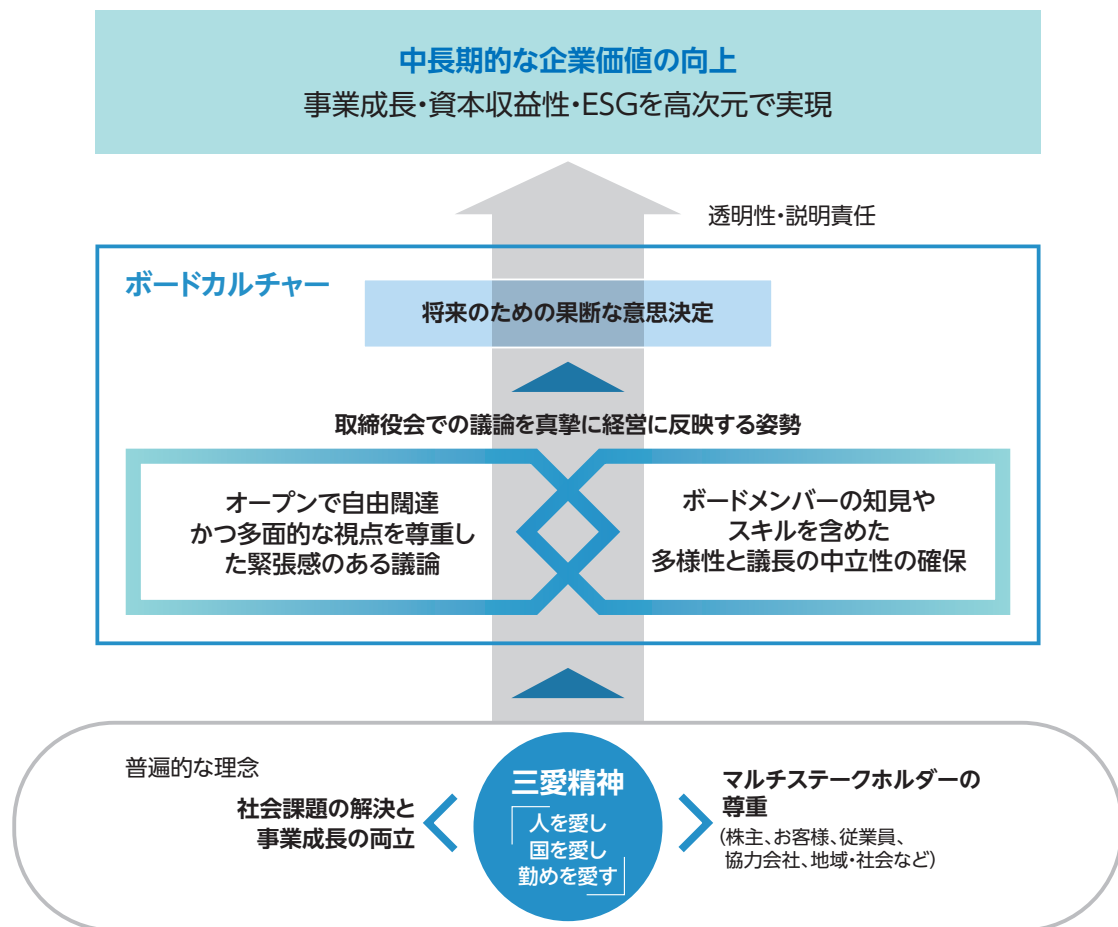 中長期的な企業価値の向上
事業成長・資本収益性・ESGを高次元で実現
透明性・説明責任
ボードカルチャー
将来のための果断な意思決定
取締役会での議論を真摯に経営に反映する姿勢
オープンで自由闊達
かつ多面的な視点を尊重し
た緊張感のある議論
ボードメンバーの知見や
スキルを含めた
多様性と議長の中立性の確保
普遍的な理念
社会課題の解決と
事業成長の両立
三愛精神
「人を愛し
国を愛し
勤めを愛す」
マルチステークホルダーの
尊重
(株主、お客様、従業員、
協力会社、地域・社会など)